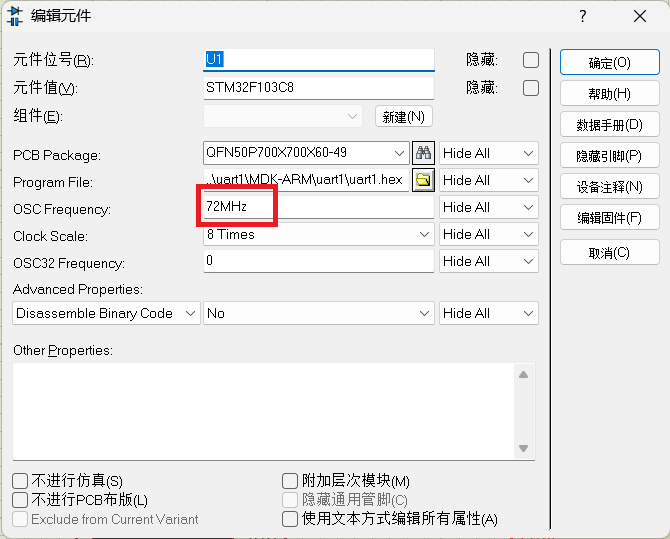 编辑元件
元件位号(R):
U1
隐藏:
元件值(V):
STM32F103C8
隐藏:
组件(E):
新建(N)
PCB Package:
QFN50P700X700X60-49
Hide All
Program File:
..\uart1\MDK-ARM\uart1\uart1.hex
Hide All
OSC Frequency:
72MHz
Hide All
Clock Scale:
8 Times
Hide All
OSC32 Frequency:
0
Hide All
Advanced Properties:
Disassemble Binary Code
No
Hide All
Other Properties:
不进行仿真(S)
附加层次模块(M)
不进行PCB布版(L)
隐藏通用管脚(C)
Exclude from Current Variant
使用文本方式编辑所有属性(A)
确定(O)
帮助(H)
数据手册(D)
隐藏引脚(P)
设备注释(N)
编辑固件(F)
取消(C)